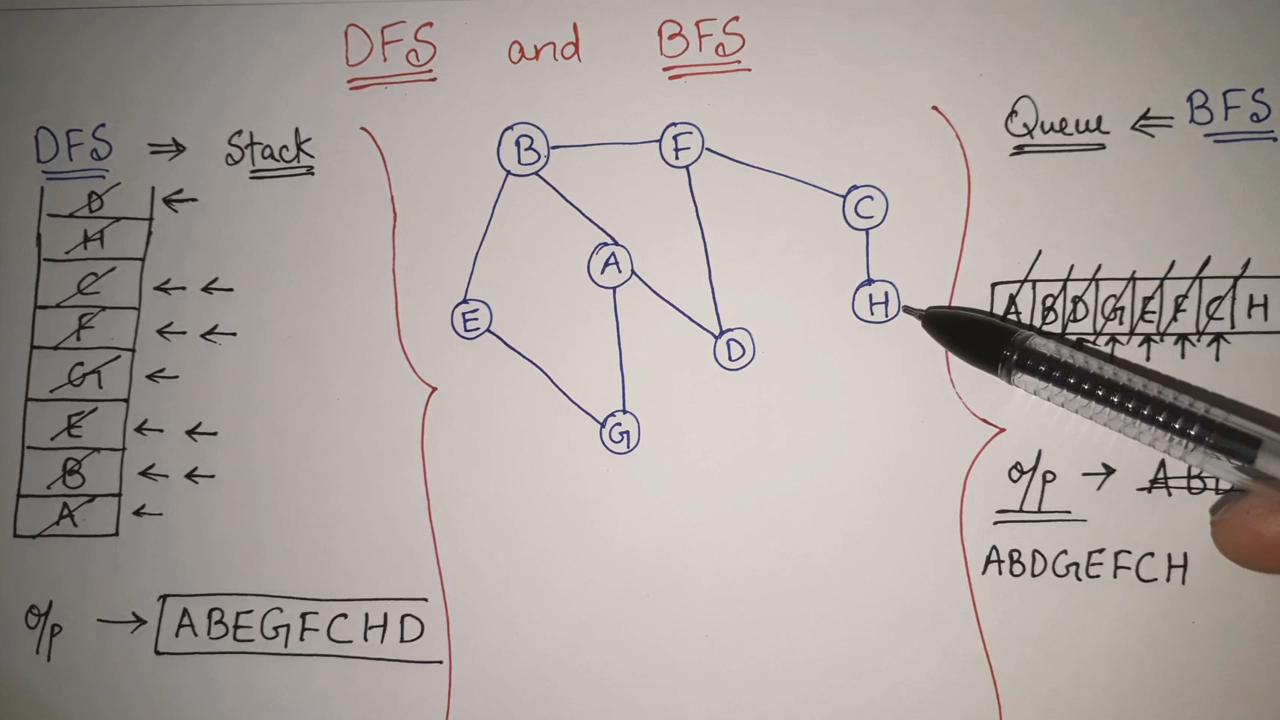 DFS and BFS
DFS ⇒ Stack
D
H
C
F
G
E
B
A
o/p → ABEGFCHD
B
F
C
A
H
E
D
G
Queue ⇐ BFS
A B D G E F C H
o/p → A B D
ABDGEFCH